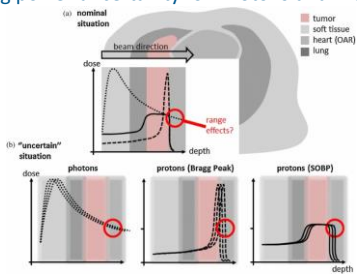 (a) nominal
situation
tumor
soft tissue
heart (OAR)
lung
beam direction
dose
range
effects?
depth
(b) "uncertain"
situation
photons
protons (Bragg Peak)
protons (SOBP)
dose
depth